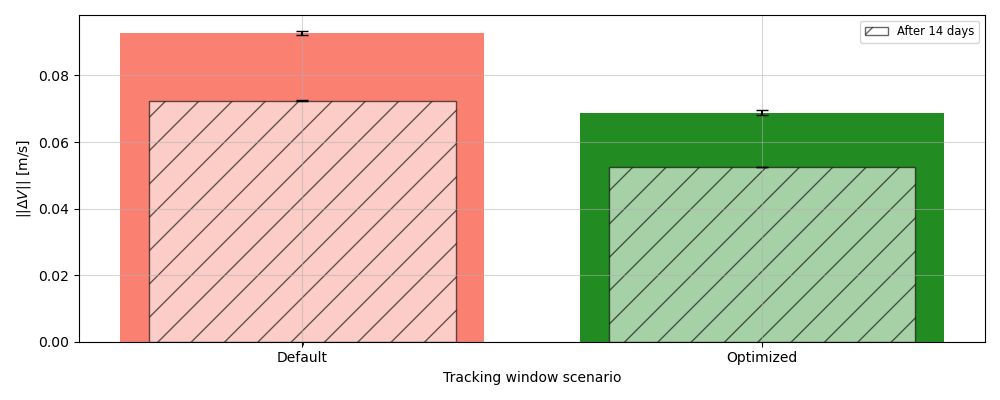 After 14 days
||ΔV|| [m/s]
0.08
0.06
0.04
0.02
0.00
Default
Optimized
Tracking window scenario